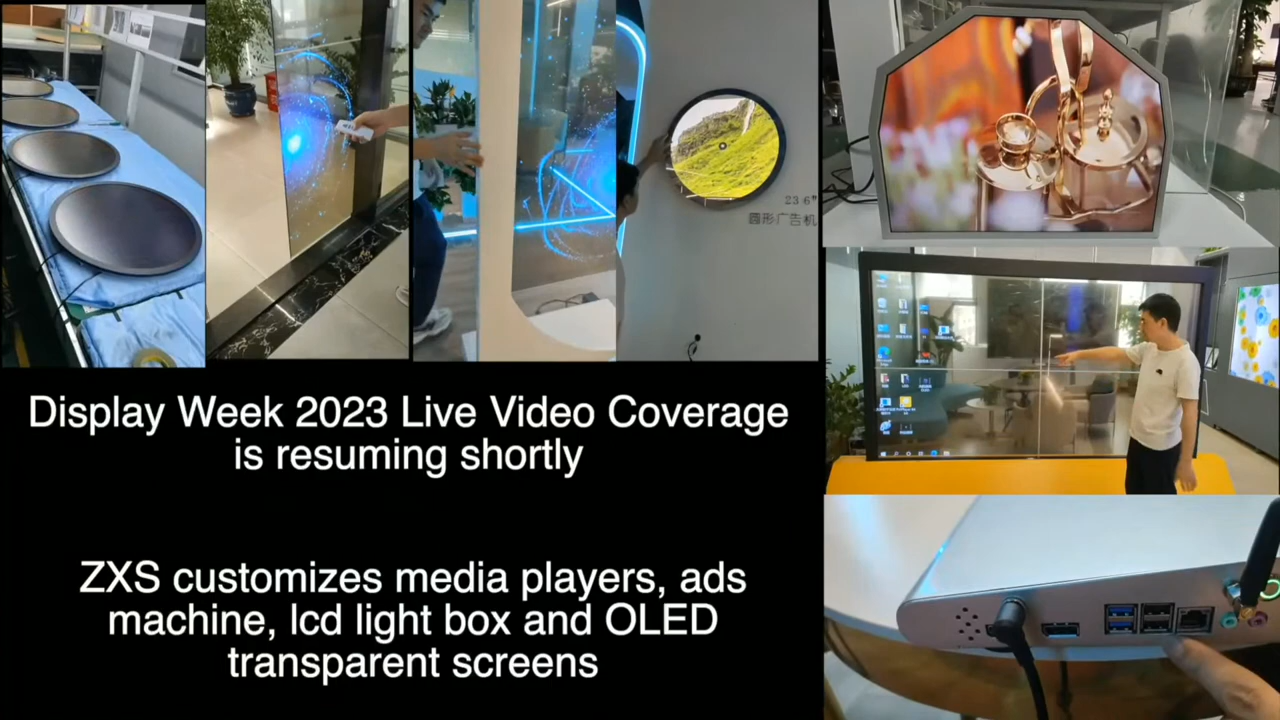 23.6"
圆形广告机
Display Week 2023 Live Video Coverage
is resuming shortly
ZXS customizes media players, ads
machine, lcd light box and OLED
transparent screens